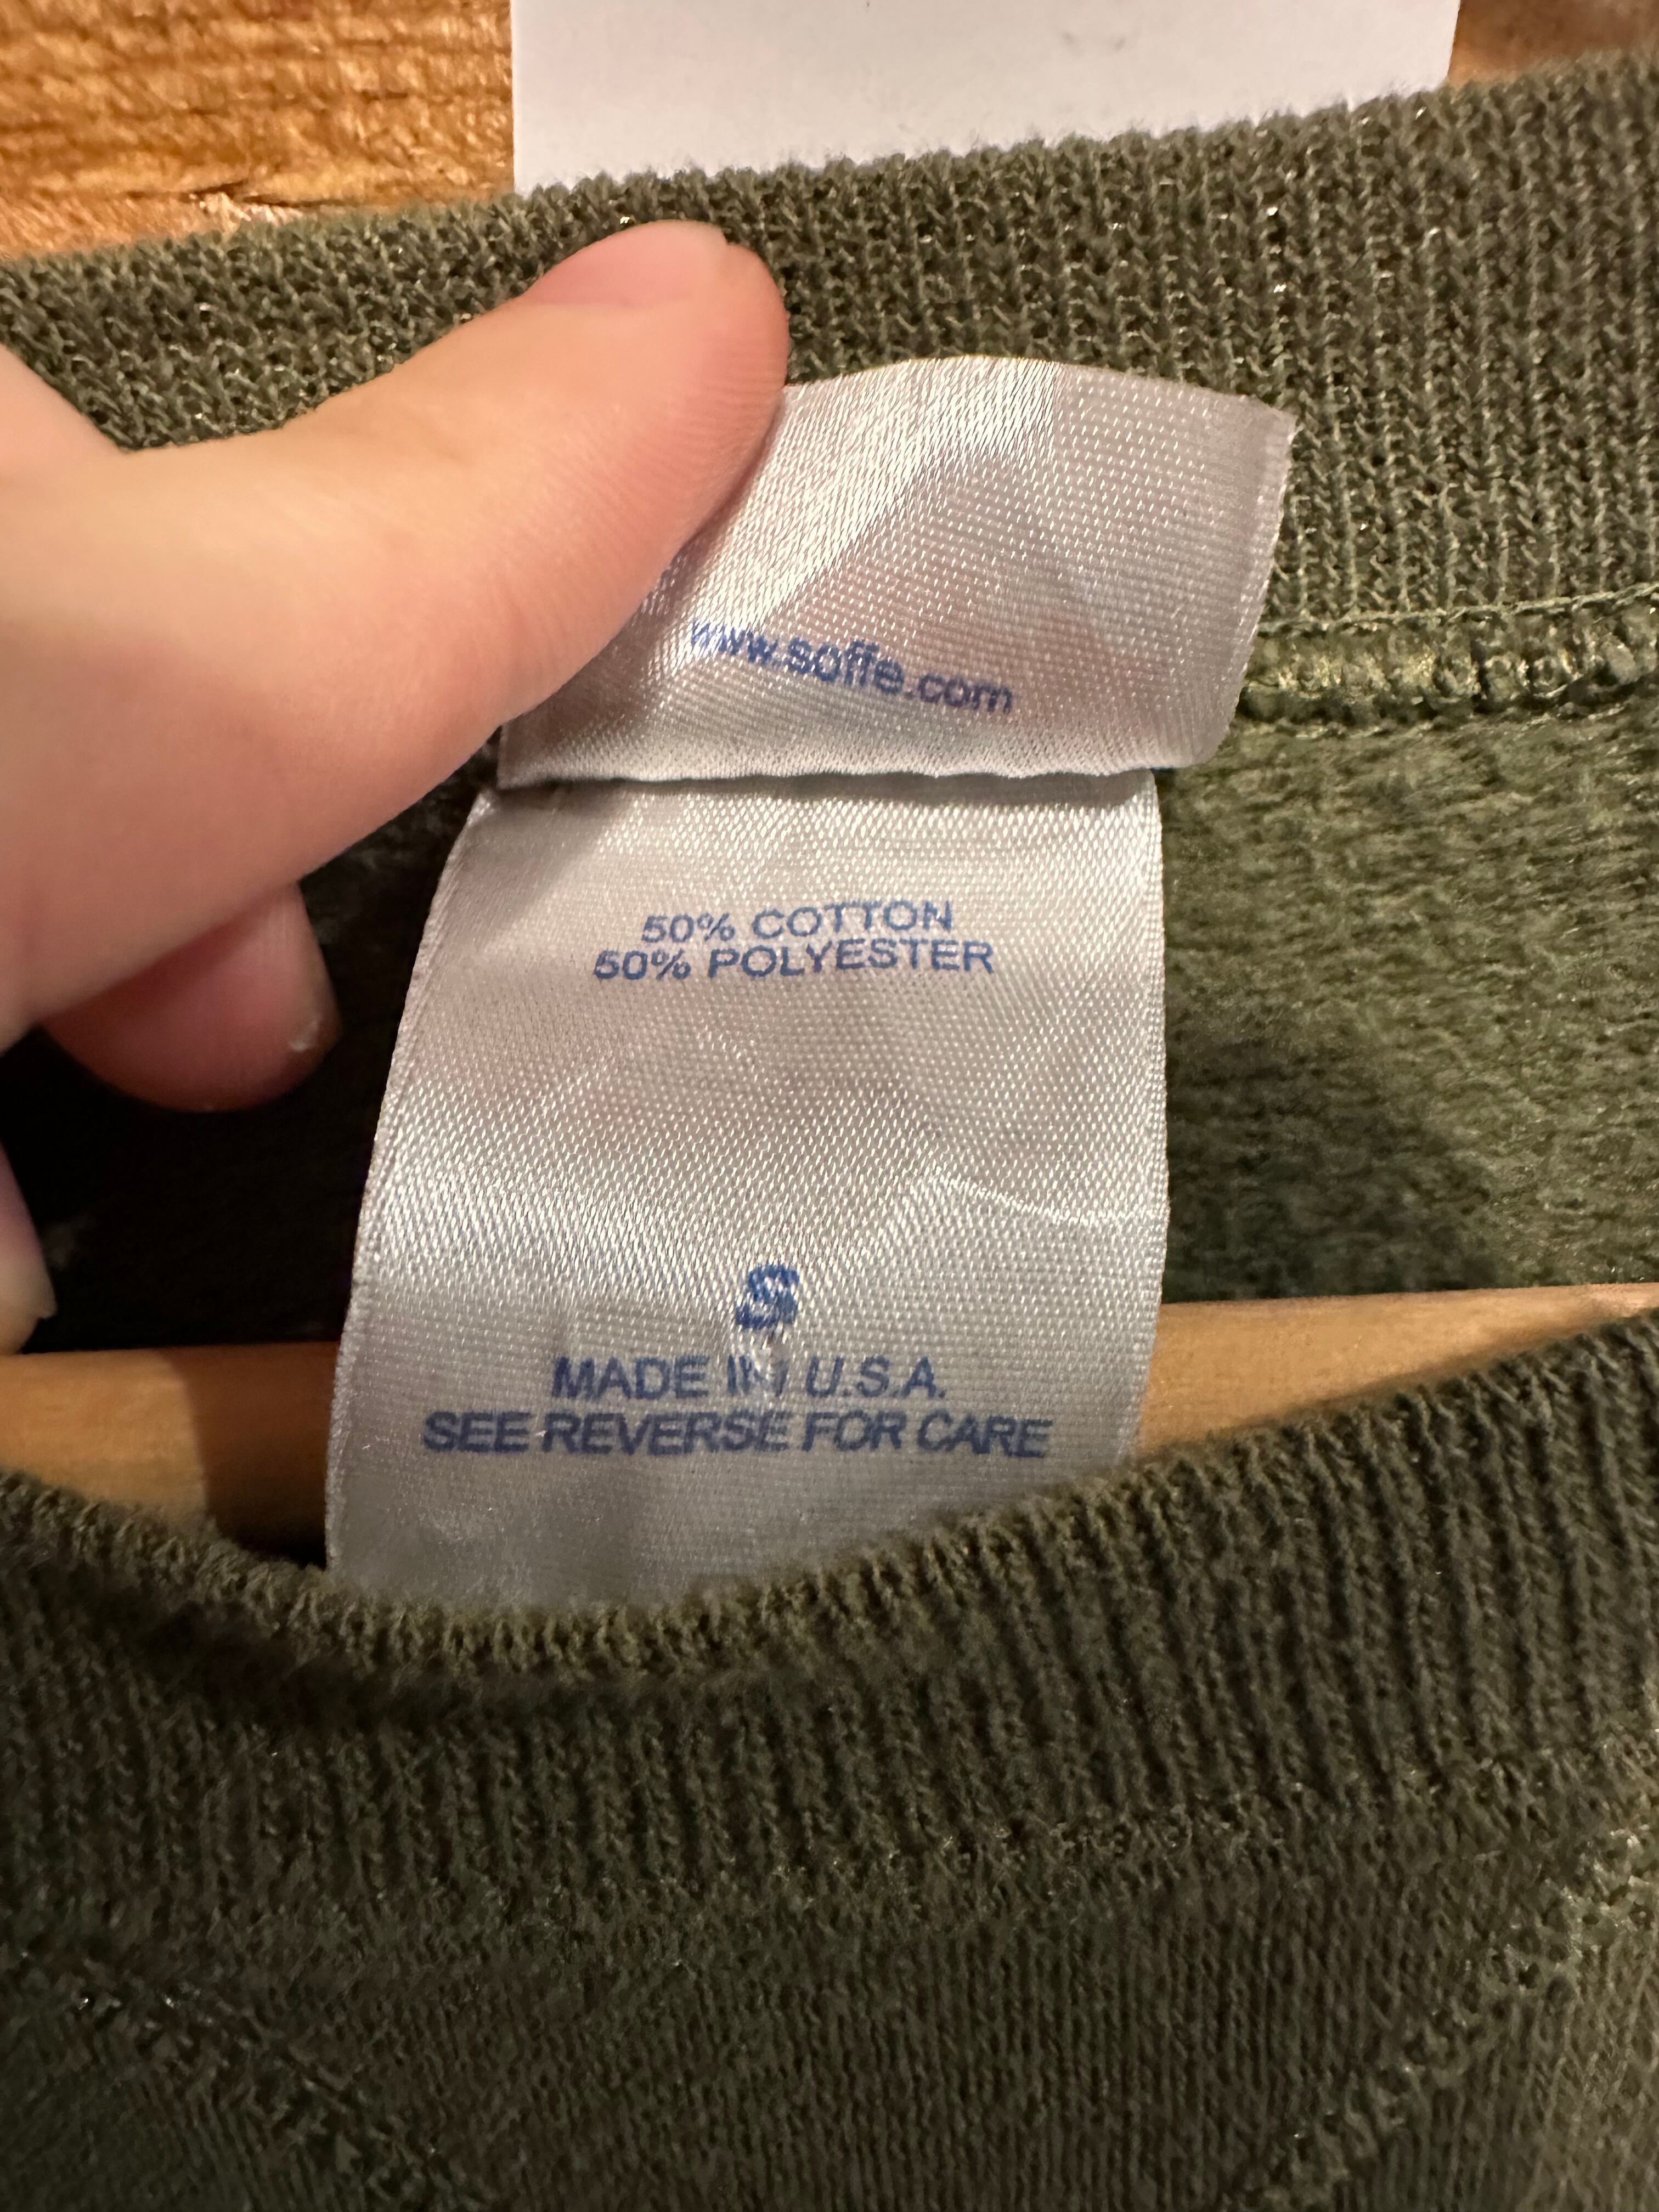 www.soffe.com
50% COTTON
50% POLYESTER
S
MADE IN U.S.A.
SEE REVERSE FOR CARE